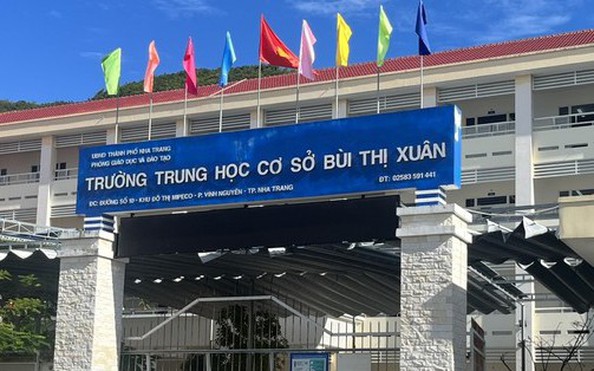 UBND THÀNH PHỐ NHA TRANG
PHÒNG GIÁO DỤC VÀ ĐÀO TẠO
TRƯỜNG TRUNG HỌC CƠ SỞ BÙI THỊ XUÂN
ĐC: ĐƯỜNG SỐ 10 - KHU ĐÔ THỊ MIPECO - P. VĨNH NGUYÊN - TP. NHA TRANG ĐT: 02583 591 441